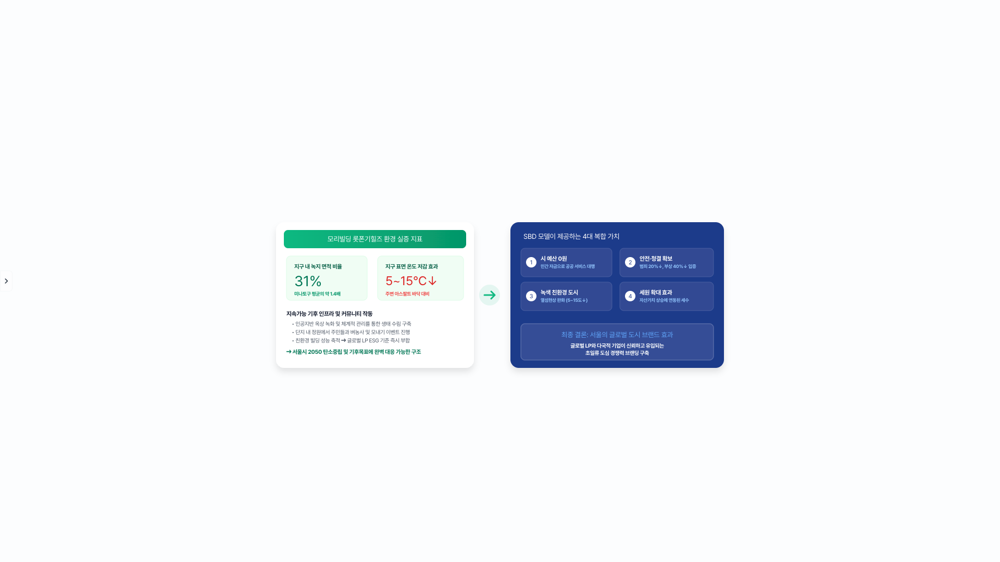 모리빌딩 롯폰기힐즈 환경 실증 지표
지구 내 녹지 면적 비율
31%
미나토구 평균의 약 1.4배
지구 표면 온도 저감 효과
5~15°C↓
주변 아스팔트 바닥 대비
지속가능 기후 인프라 및 커뮤니티 작동
• 인공지반 옥상 녹화 및 체계적 관리를 통한 생태 수림 구축
• 단지 내 정원에서 주민들과 벼농사 및 모내기 이벤트 진행
• 친환경 빌딩 성능 축적 → 글로벌 LP ESG 기준 즉시 부합
→ 서울시 2050 탄소중립 및 기후목표에 완벽 대응 가능한 구조
SBD 모델이 제공하는 4대 복합 가치
1
시 예산 0원
민간 자금으로 공공 서비스 대행
2
안전·청결 확보
범죄 20%↓, 부상 40%↓ 입증
3
녹색 친환경 도시
열섬현상 완화 (5~15도↓)
4
세원 확대 효과
자산가치 상승에 연동된 세수
최종 결론: 서울의 글로벌 도시 브랜드 효과
글로벌 LP와 다국적 기업이 신뢰하고 유입되는
초일류 도심 경쟁력 브랜딩 구축